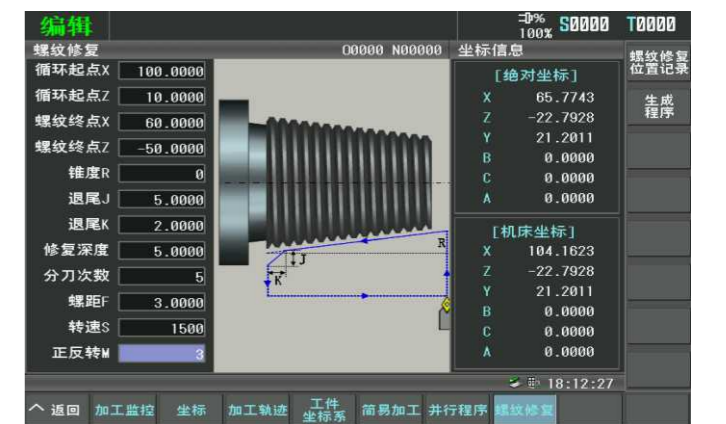 编辑
100%
S0000
T0000
螺纹修复
O0000 N00000
坐标信息
循环起点X 100.0000
循环起点Z 10.0000
螺纹终点X 60.0000
螺纹终点Z -50.0000
锥度R 0
退尾J 5.0000
退尾K 2.0000
修复深度 5.0000
分刀次数 5
螺距F 3.0000
转速S 1500
正反转M 3
R
J
K
[绝对坐标]
X 65.7743
Z -22.7928
Y 21.2011
B 0.0000
C 0.0000
A 0.0000
[机床坐标]
X 104.1623
Z -22.7928
Y 21.2011
B 0.0000
C 0.0000
A 0.0000
18:12:27
螺纹修复
位置记录
生成
程序
返回
加工监控
坐标
加工轨迹
工件
坐标系
简易加工
并行程序
螺纹修复